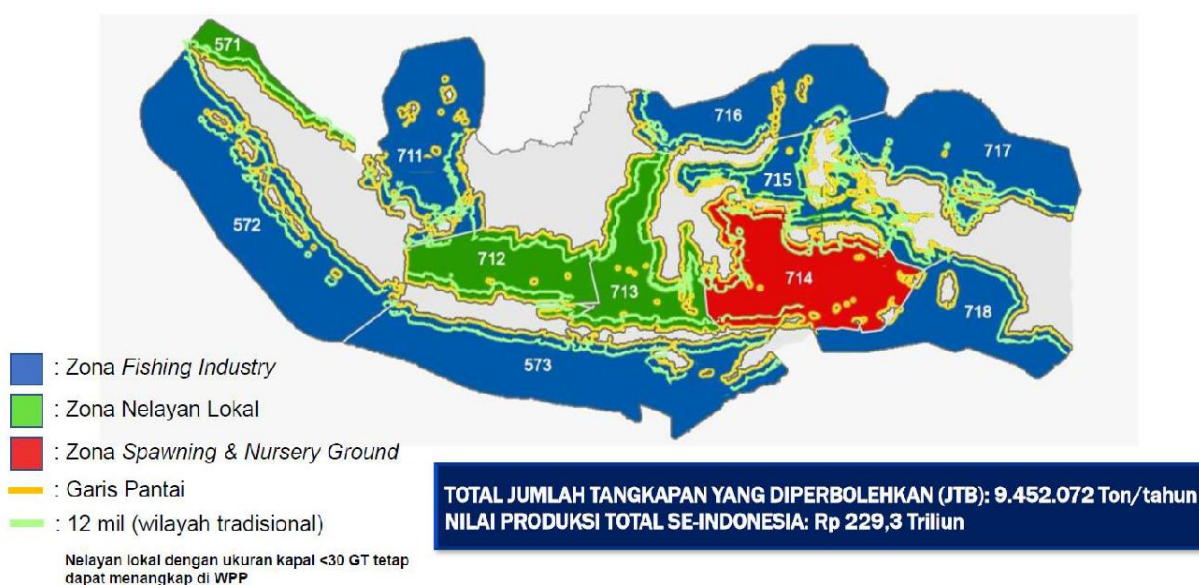 571
711
716
717
715
572
712
713
714
718
573
: Zona Fishing Industry
: Zona Nelayan Lokal
: Zona Spawning & Nursery Ground
: Garis Pantai
: 12 mil (wilayah tradisional)
Nelayan lokal dengan ukuran kapal <30 GT tetap
dapat menangkap di WPP
TOTAL JUMLAH TANGKAPAN YANG DIPERBOLEHKAN (JTB): 9.452.072 Ton/tahun
NILAI PRODUKSI TOTAL SE-INDONESIA: Rp 229,3 Triliun